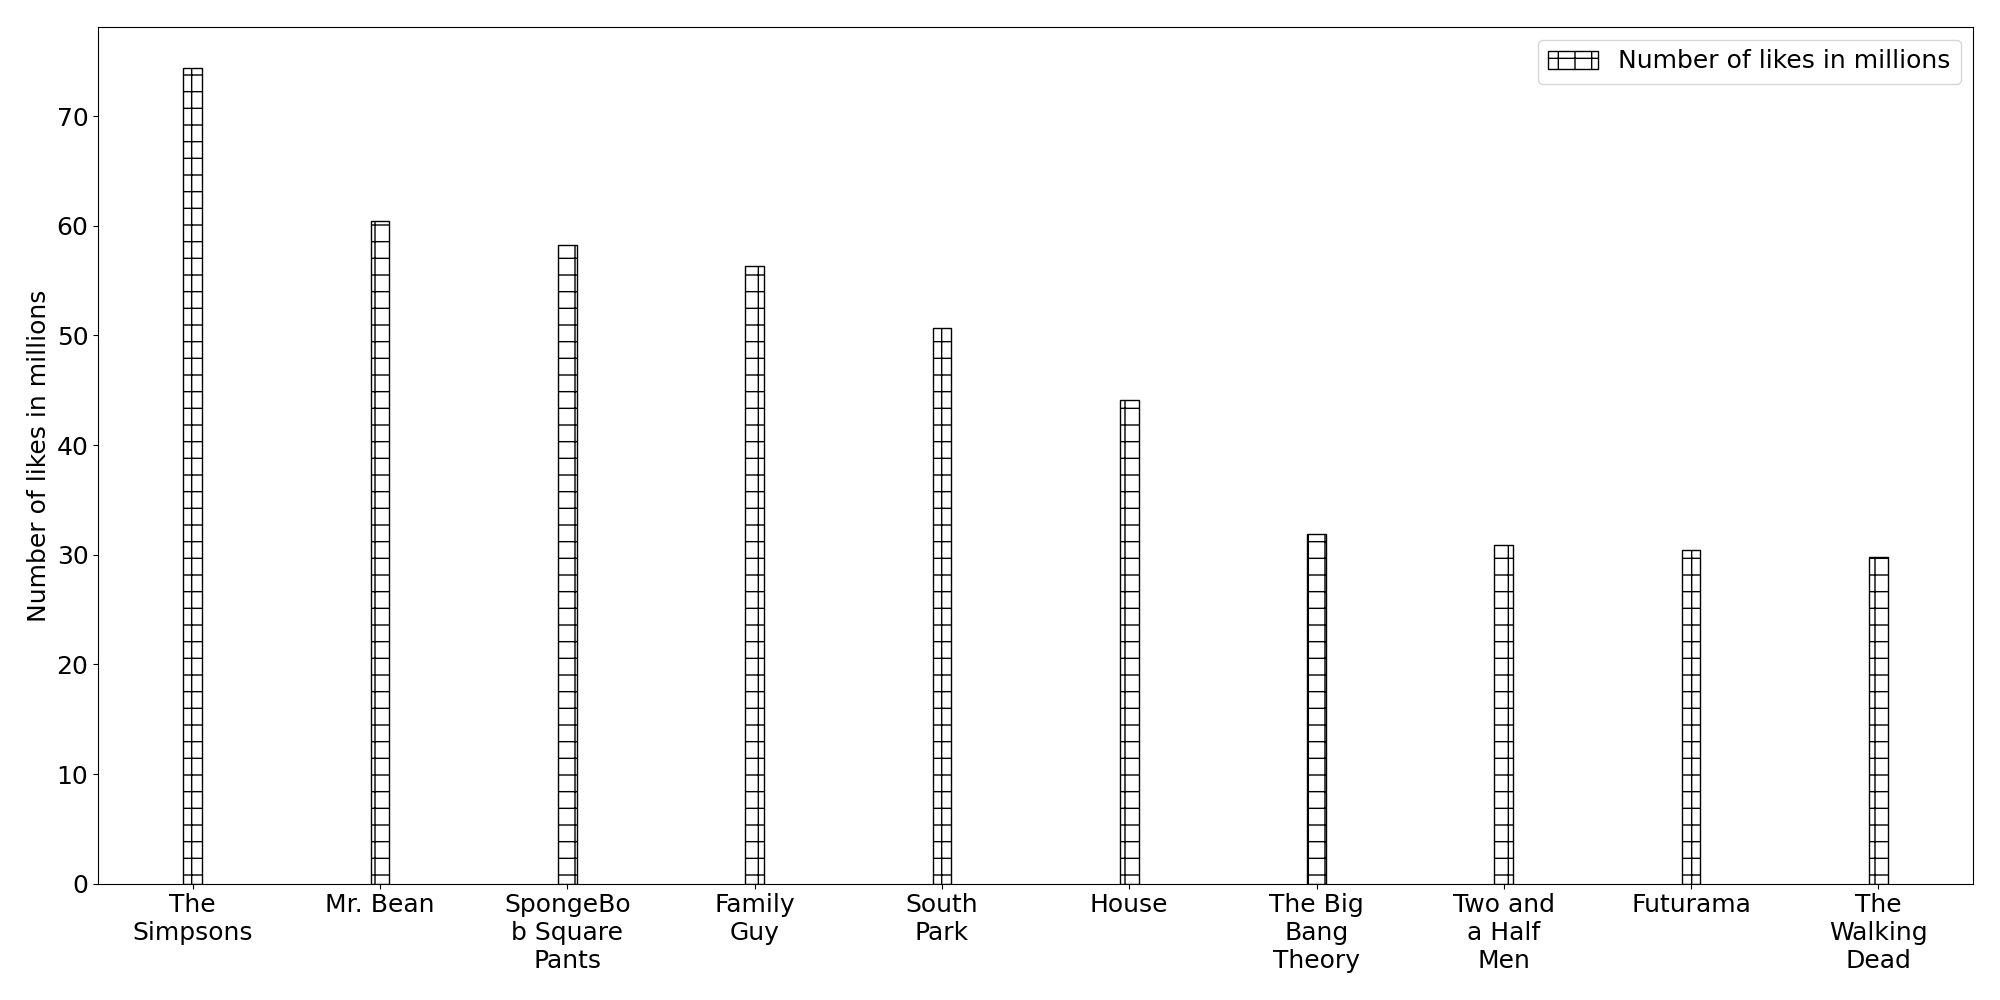 Number of likes in millions
Number of likes in millions
70
60
50
40
30
20
10
0
The
Simpsons
Mr. Bean
SpongeBo
b Square
Pants
Family
Guy
South
Park
House
The Big
Bang
Theory
Two and
a Half
Men
Futurama
The
Walking
Dead